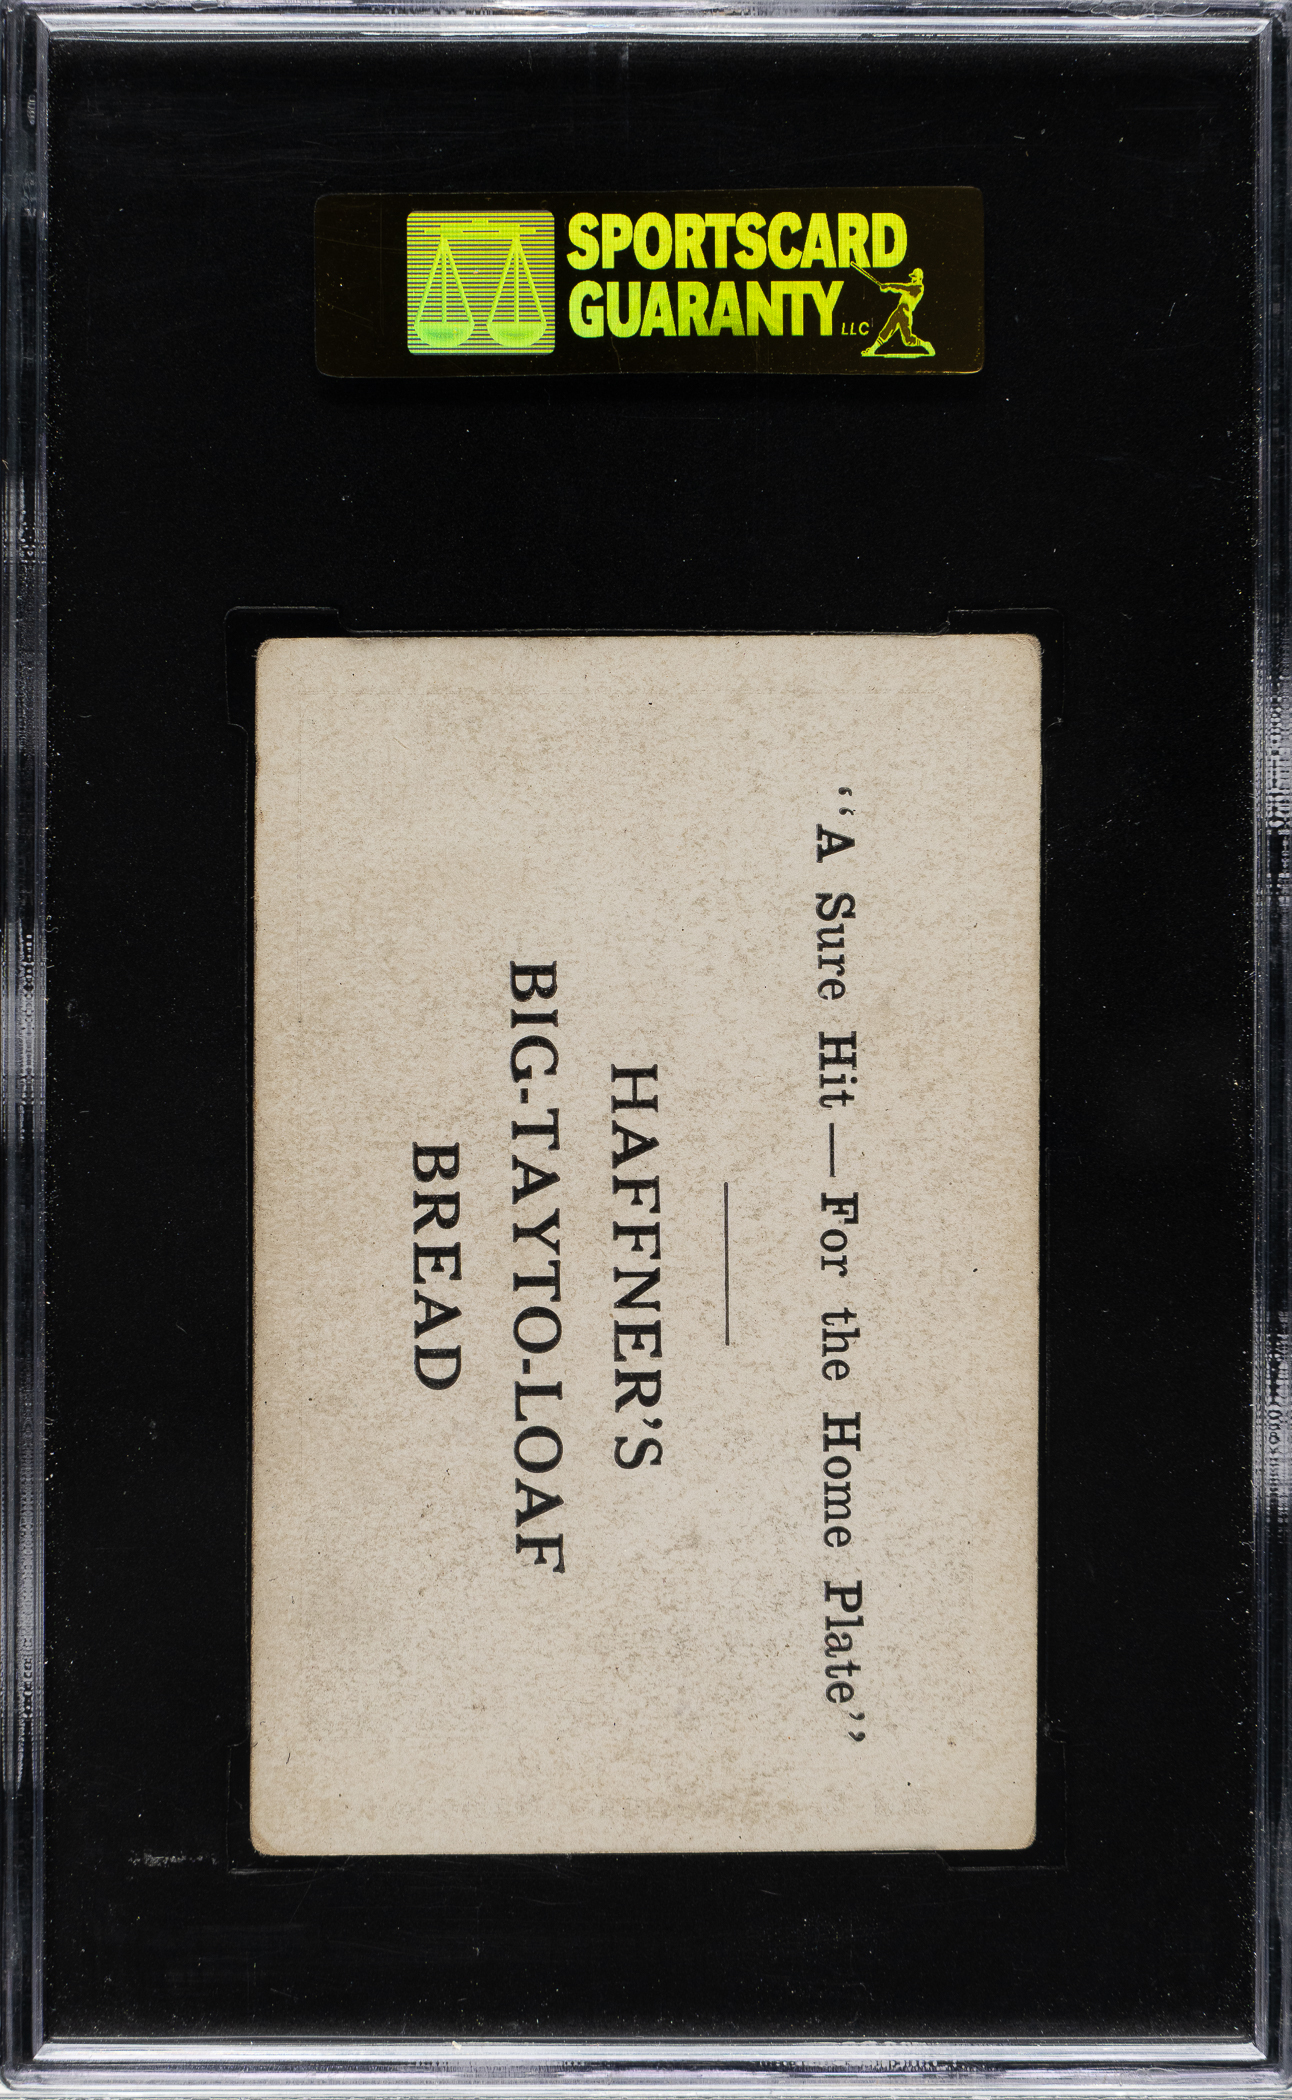 SPORTSCARD
GUARANTY LLC
‘‘A Sure Hit — For the Home Plate’’
HAFFNER’S
BIG-TAYTO-LOAF
BREAD